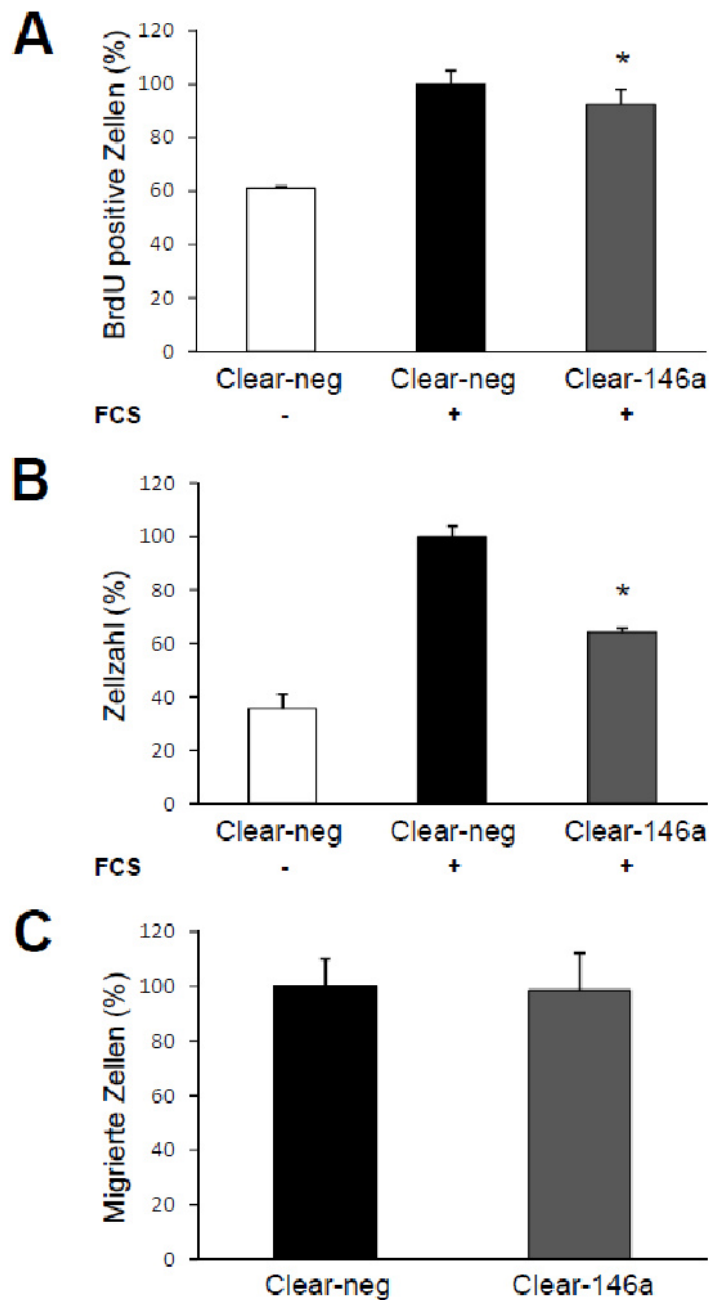 A
BrdU positive Zellen (%)
120
100
80
60
40
20
0
*
Clear-neg Clear-neg Clear-146a
FCS - + +
B
Zellzahl (%)
120
100
80
60
40
20
0
*
Clear-neg Clear-neg Clear-146a
FCS - + +
C
Migrierte Zellen (%)
120
100
80
60
40
20
0
Clear-neg Clear-146a